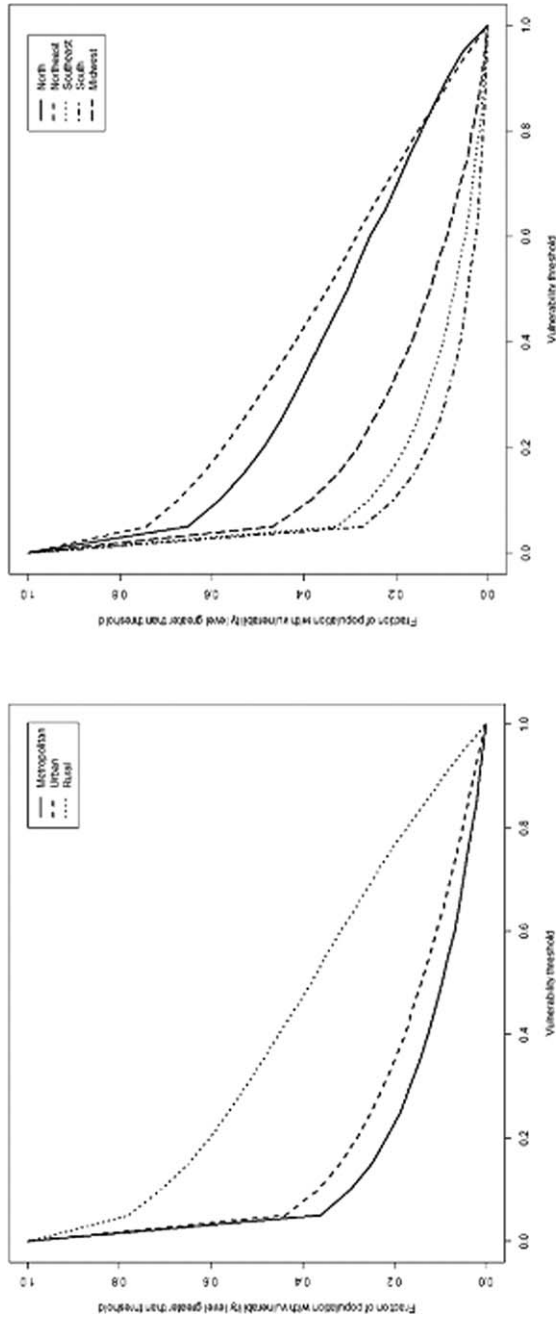 North
Northeast
Southeast
South
Midwest
1.0
0.8
0.6
0.4
0.2
0.0
Fraction of population with vulnerability level greater than threshold
0.0
0.2
0.4
0.6
0.8
1.0
Vulnerability threshold
Metropolitan
Urban
Rural
1.0
0.8
0.6
0.4
0.2
0.0
Fraction of population with vulnerability level greater than threshold
0.0
0.2
0.4
0.6
0.8
1.0
Vulnerability threshold